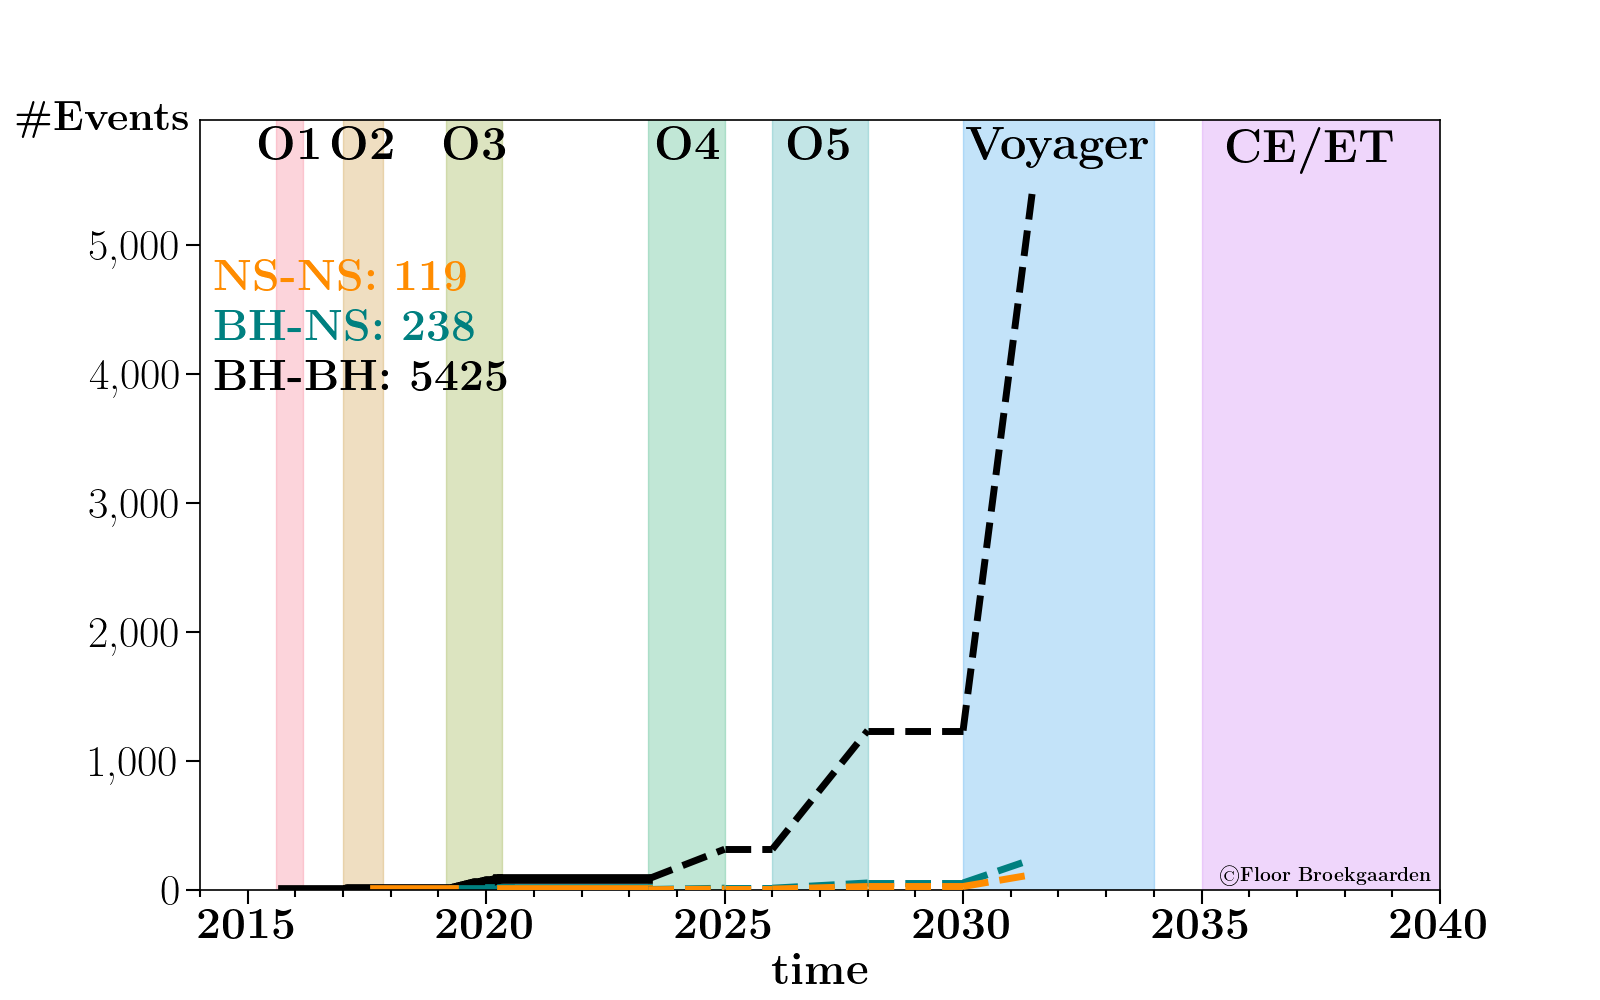 #Events
O1 O2 O3 O4 O5 Voyager CE/ET
5,000
NS-NS: 119
BH-NS: 238
4,000
BH-BH: 5425
3,000
2,000
1,000
©Floor Broekgaarden
0
2015 2020 2025 2030 2035 2040
time